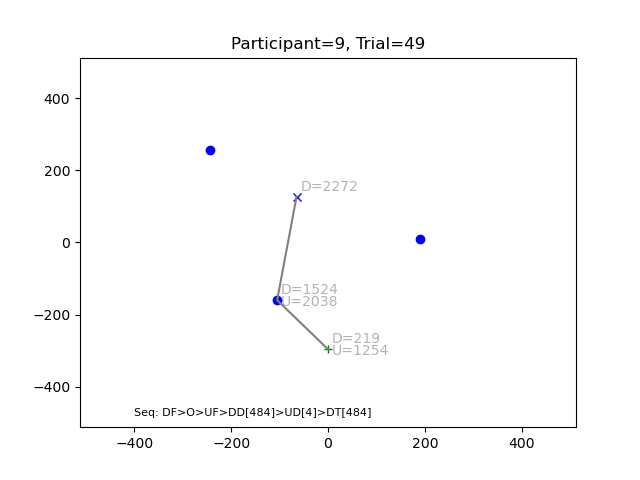 Participant=9, Trial=49
400
200
0
−200
−400
D=2272
D=1524
U=2038
D=219
U=1254
Seq: DF>O>UF>DD[484]>UD[4]>DT[484]
−400
−200
0
200
400